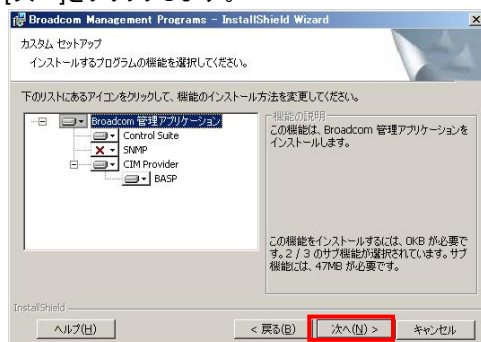 [次へ]をクリックします。
Broadcom Management Programs - InstallShield Wizard
カスタム セットアップ
インストールするプログラムの機能を選択してください。
下のリストにあるアイコンをクリックして、機能のインストール方法を変更してください。
Broadcom 管理アプリケーション
Control Suite
SNMP
CIM Provider
BASP
機能の説明
この機能は、Broadcom 管理アプリケーションを
インストールします。
この機能をインストールするには、0KB が必要で
す。2 / 3 のサブ機能が選択されています。サブ
機能には、47MB が必要です。
InstallShield
ヘルプ(H)
< 戻る(B)
次へ(N) >
キャンセル